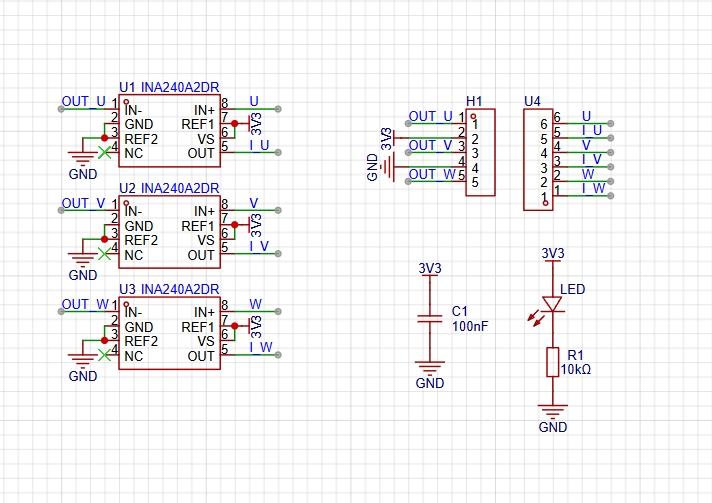 U1 INA240A2DR
OUT_U 1 IN- IN+ 8 U
2 GND REF1 7 3V3
3 REF2 VS 6
4 NC OUT 5 I_U
GND
U2 INA240A2DR
OUT_V 1 IN- IN+ 8 V
2 GND REF1 7 3V3
3 REF2 VS 6
4 NC OUT 5 I_V
GND
U3 INA240A2DR
OUT_W 1 IN- IN+ 8 W
2 GND REF1 7 3V3
3 REF2 VS 6
4 NC OUT 5 I_W
GND
H1
OUT_U 1 1
3V3 2 2
OUT_V 3 3
GND 4 4
OUT_W 5 5
U4
6 6 U
5 5 I_U
4 4 V
3 3 I_V
2 2 W
1 1 I_W
3V3
C1
100nF
GND
3V3
LED
R1
10kΩ
GND